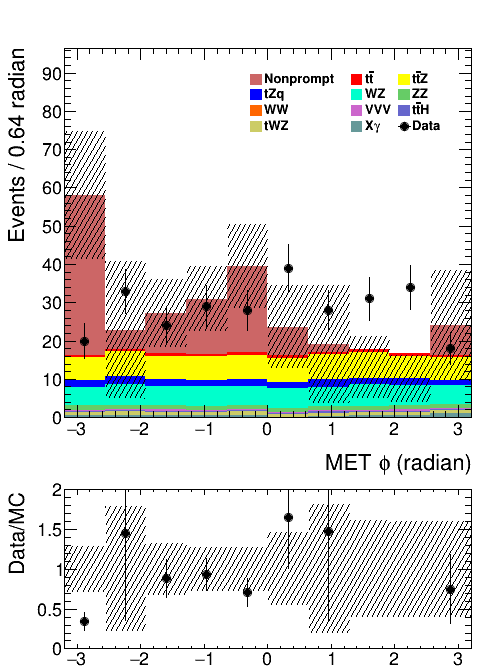 Events / 0.64 radian
90
80
70
60
50
40
30
20
10
0
Nonprompt tt̄ tt̄Z
tZq WZ ZZ
WW VVV tt̄H
tWZ Xγ Data
−3 −2 −1 0 1 2 3
MET ϕ (radian)
Data/MC
2
1.5
1
0.5
0
−3 −2 −1 0 1 2 3